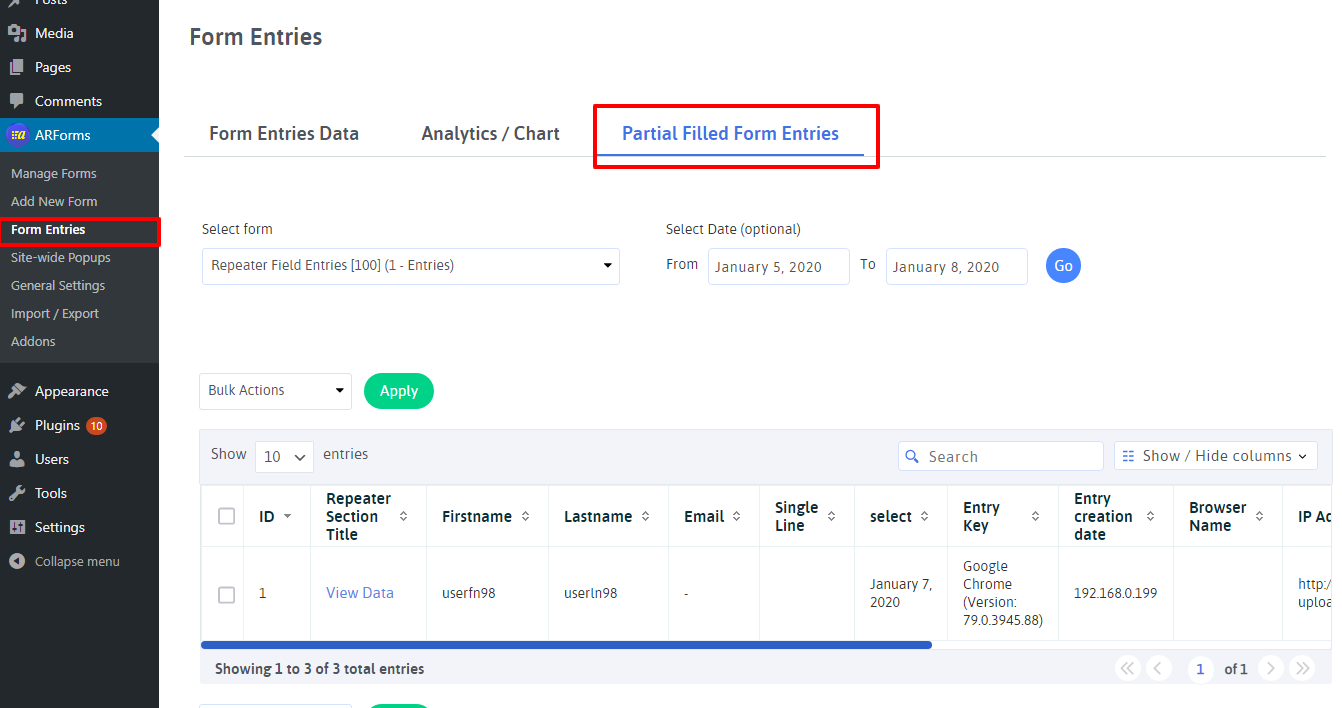 Posts
Media
Pages
Comments
ARForms
Manage Forms
Add New Form
Form Entries
Site-wide Popups
General Settings
Import / Export
Addons
Appearance
Plugins 10
Users
Tools
Settings
Collapse menu
Form Entries
Form Entries Data Analytics / Chart Partial Filled Form Entries
Select form
Select Date (optional)
Repeater Field Entries [100] (1 - Entries)
From January 5, 2020 To January 8, 2020 Go
Bulk Actions Apply
Show 10 entries
Search
Show / Hide columns
ID
Repeater
Section
Title
Firstname
Lastname
Email
Single
Line
select
Entry
Key
Entry
creation
date
Browser
Name
IP Ad
1
View Data
userfn98
userln98
-
January 7,
2020
Google
Chrome
(Version:
79.0.3945.88)
192.168.0.199
http:/
uploa
Showing 1 to 3 of 3 total entries
1 of 1